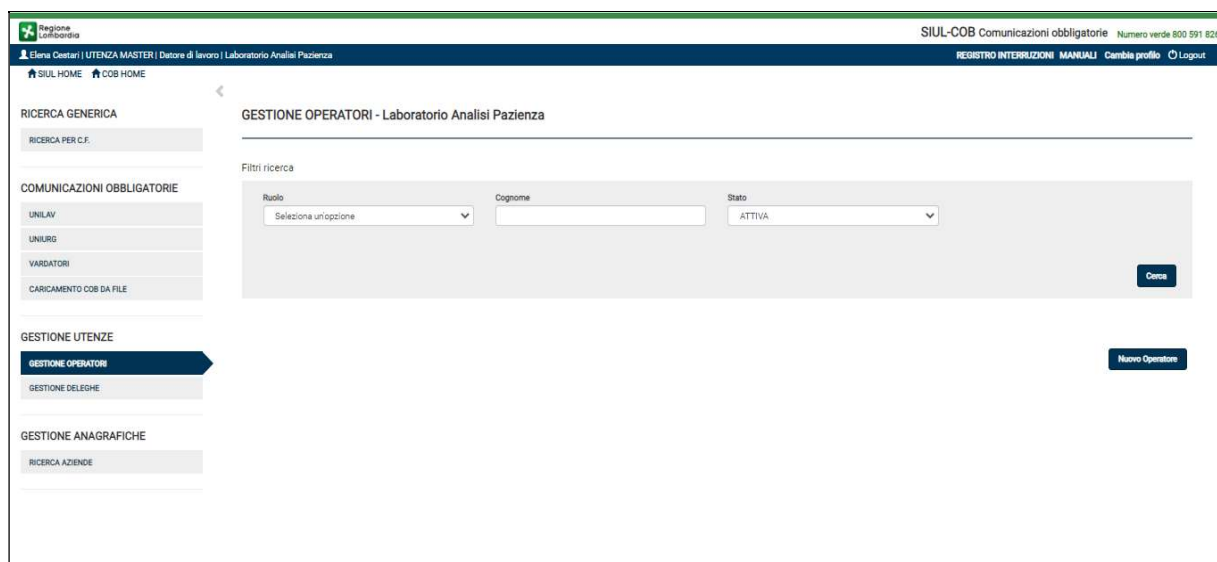 Regione
Lombardia
SIUL-COB Comunicazioni obbligatorie Numero verde 800 591 826
Elena Cestari | UTENZA MASTER | Datore di lavoro | Laboratorio Analisi Pazienza
REGISTRO INTERRUZIONI MANUALI Cambia profilo Logout
SIUL HOME COB HOME
RICERCA GENERICA
RICERCA PER C.F.
COMUNICAZIONI OBBLIGATORIE
UNILAV
UNIURG
VARDATORI
CARICAMENTO COB DA FILE
GESTIONE UTENZE
GESTIONE OPERATORI
GESTIONE DELEGHE
GESTIONE ANAGRAFICHE
RICERCA AZIENDE
GESTIONE OPERATORI - Laboratorio Analisi Pazienza
Filtri ricerca
Ruolo Cognome Stato
Seleziona un'opzione ATTIVA
Cerca
Nuovo Operatore